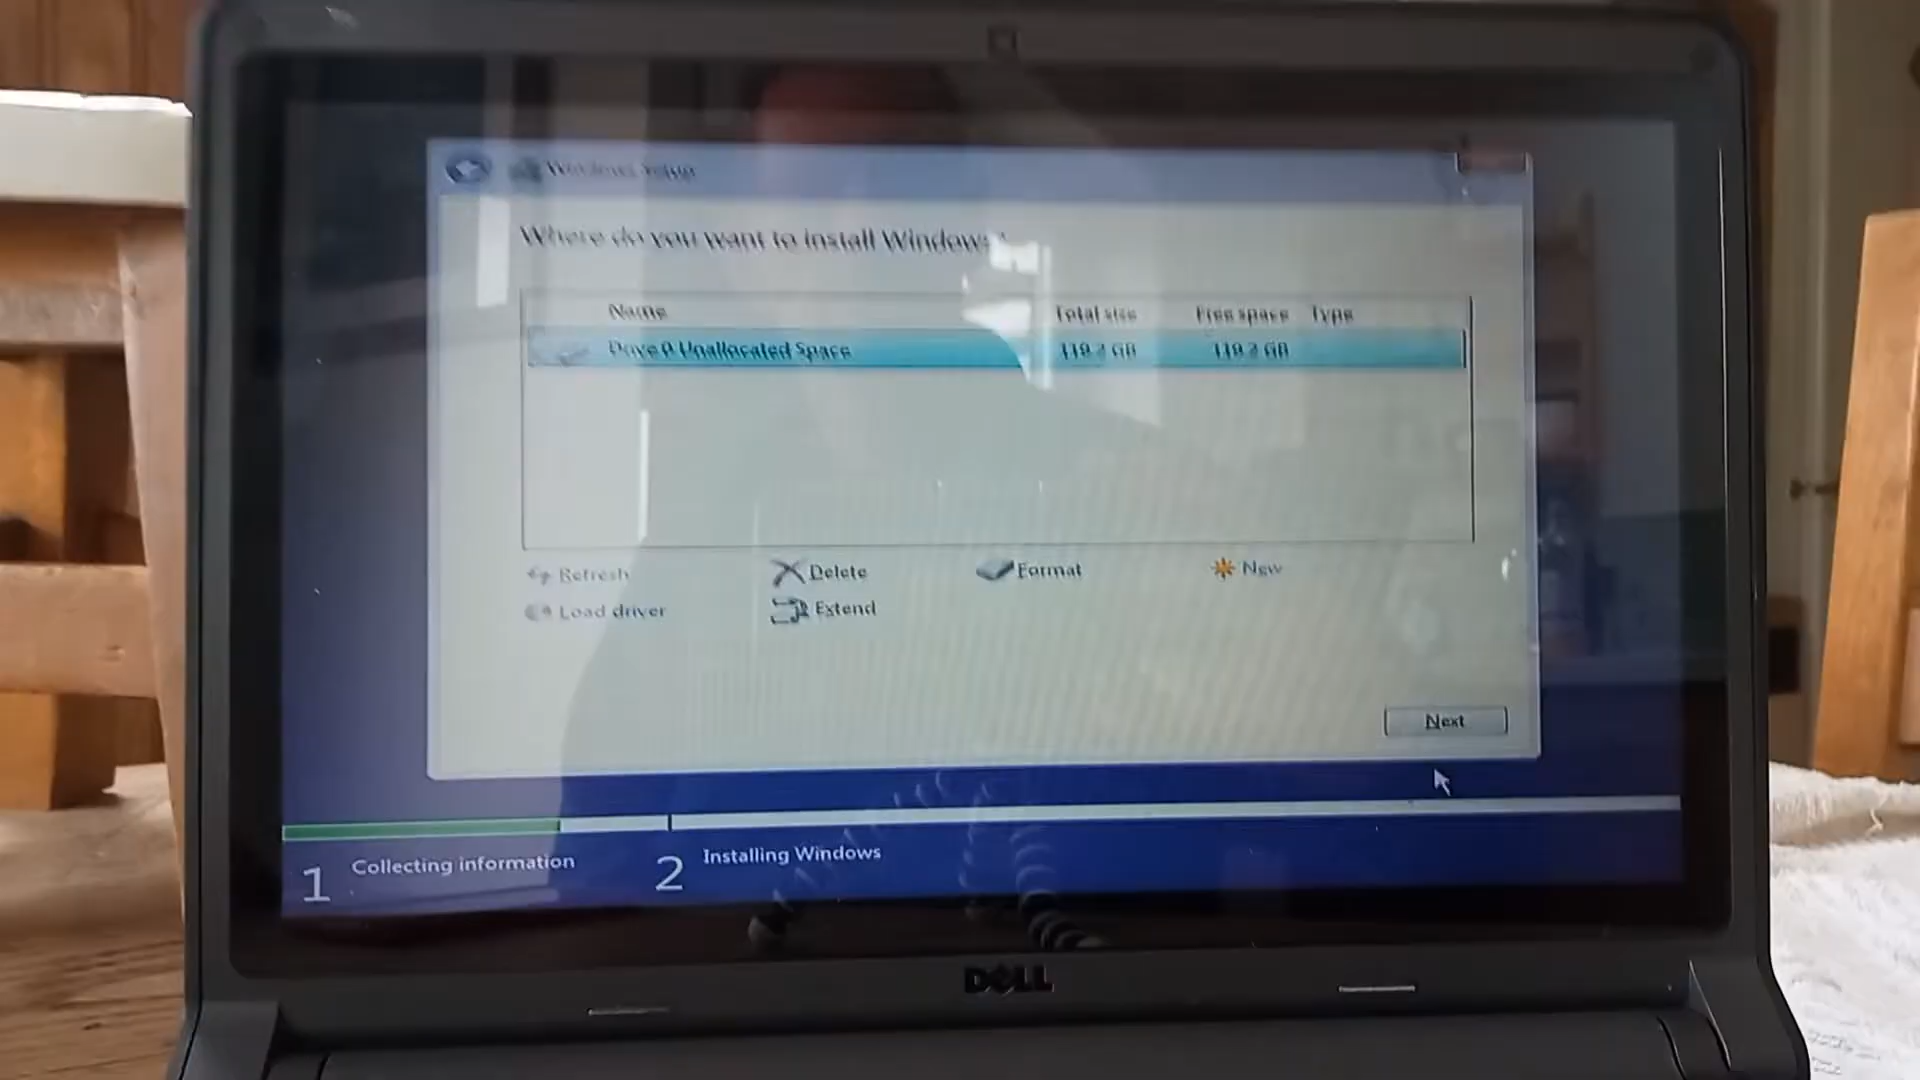 Windows Setup
Where do you want to install Windows?
Name Total size Free space Type
Drive 0 Unallocated Space 119.2 GB 119.2 GB
Refresh Delete Format New
Load driver Extend
Next
1 Collecting information 2 Installing Windows
DELL